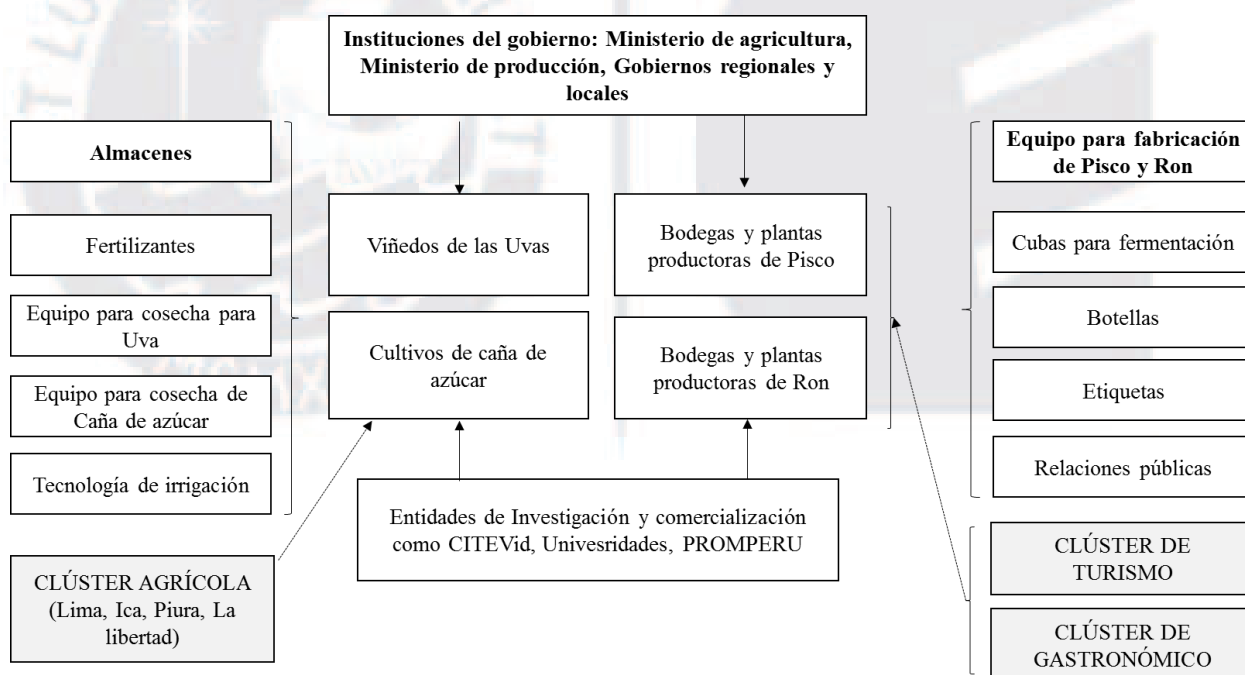 Instituciones del gobierno: Ministerio de agricultura,
Ministerio de producción, Gobiernos regionales y
locales
Almacenes
Fertilizantes
Equipo para cosecha para
Uva
Equipo para cosecha de
Caña de azúcar
Tecnología de irrigación
CLÚSTER AGRÍCOLA
(Lima, Ica, Piura, La
libertad)
Viñedos de las Uvas
Cultivos de caña de
azúcar
Bodegas y plantas
productoras de Pisco
Bodegas y plantas
productoras de Ron
Entidades de Investigación y comercialización
como CITEVid, Univesridades, PROMPERU
Equipo para fabricación
de Pisco y Ron
Cubas para fermentación
Botellas
Etiquetas
Relaciones públicas
CLÚSTER DE
TURISMO
CLÚSTER DE
GASTRONÓMICO